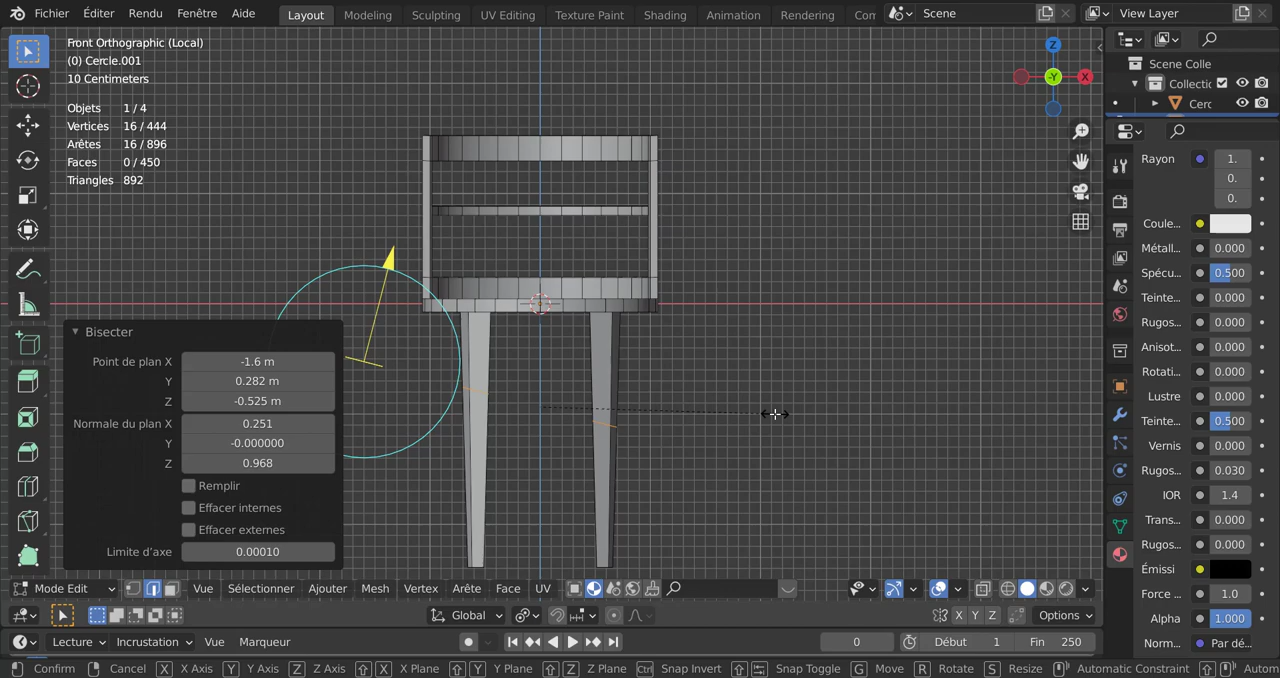 Fichier Éditer Rendu Fenêtre Aide Layout Modeling Sculpting UV Editing Texture Paint Shading Animation Rendering Com Scene View Layer
Front Orthographic (Local)
(0) Cercle.001
10 Centimeters
Objets 1 / 4
Vertices 16 / 444
Arêtes 16 / 896
Faces 0 / 450
Triangles 892
Z
-Y
X
Bisecter
Point de plan X -1.6 m
Y 0.282 m
Z -0.525 m
Normale du plan X 0.251
Y -0.000000
Z 0.968
Remplir
Effacer internes
Effacer externes
Limite d'axe 0.00010
Scene Colle
Collectic
Cerc
Rayon 1.
0.
0.
Coule...
Métall... 0.000
Spécu... 0.500
Teinte... 0.000
Rugos... 0.000
Anisot... 0.000
Rotati... 0.000
Lustre 0.000
Teinte... 0.500
Vernis 0.000
Rugos... 0.030
IOR 1.4
Trans... 0.000
Rugos... 0.000
Émissi
Force ... 1.0
Alpha 1.000
Norm... Par dé.
Mode Edit Vue Sélectionner Ajouter Mesh Vertex Arête Face UV
Global X Y Z Options
Lecture Incrustation Vue Marqueur 0 Début 1 Fin 250
Confirm Cancel X X Axis Y Y Axis Z Z Axis X X Plane Y Y Plane Z Z Plane Ctrl Snap Invert Snap Toggle G Move R Rotate S Resize Automatic Constraint Autom